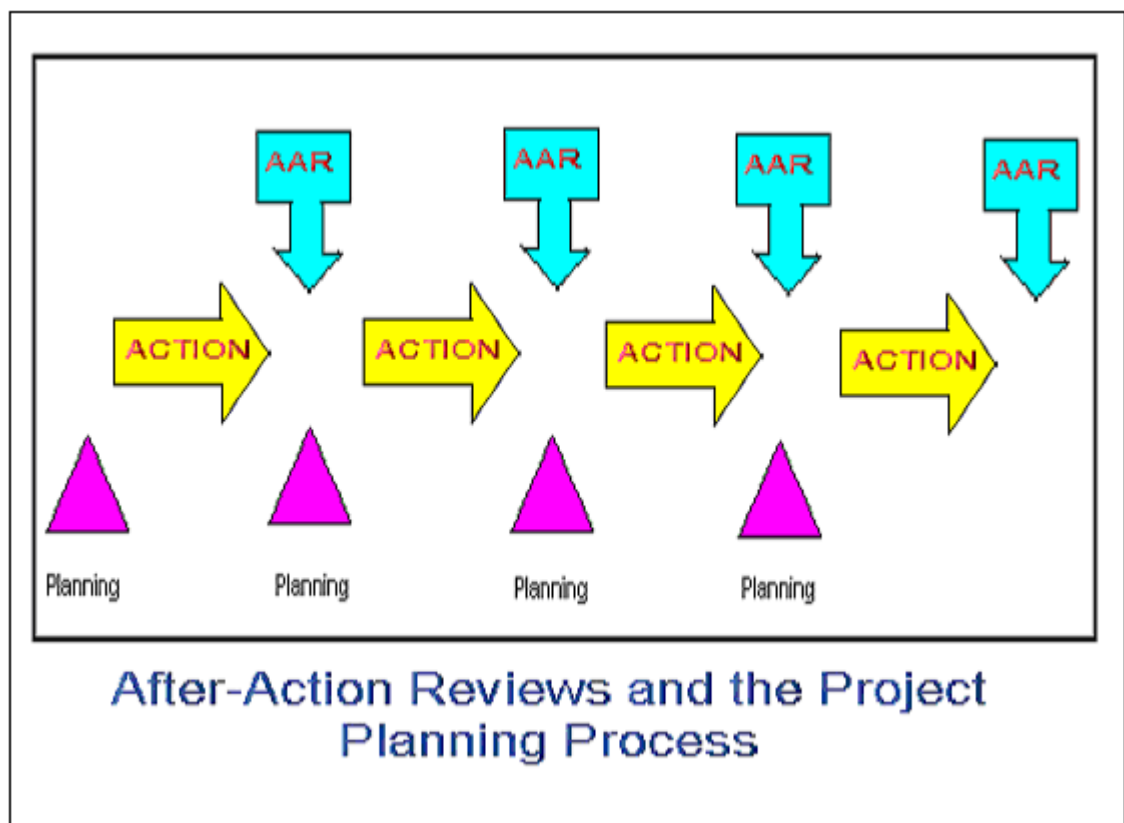 AAR
AAR
AAR
AAR
ACTION
ACTION
ACTION
ACTION
Planning
Planning
Planning
Planning
After-Action Reviews and the Project
Planning Process